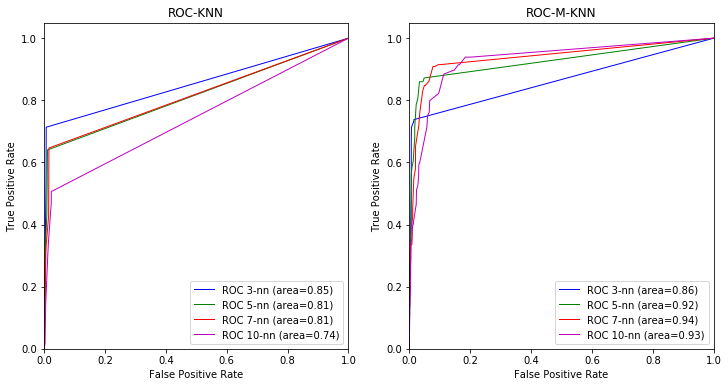 ROC-KNN
True Positive Rate
1.0
0.8
0.6
0.4
0.2
0.0
ROC 3-nn (area=0.85)
ROC 5-nn (area=0.81)
ROC 7-nn (area=0.81)
ROC 10-nn (area=0.74)
0.0 0.2 0.4 0.6 0.8 1.0
False Positive Rate
ROC-M-KNN
True Positive Rate
1.0
0.8
0.6
0.4
0.2
0.0
ROC 3-nn (area=0.86)
ROC 5-nn (area=0.92)
ROC 7-nn (area=0.94)
ROC 10-nn (area=0.93)
0.0 0.2 0.4 0.6 0.8 1.0
False Positive Rate